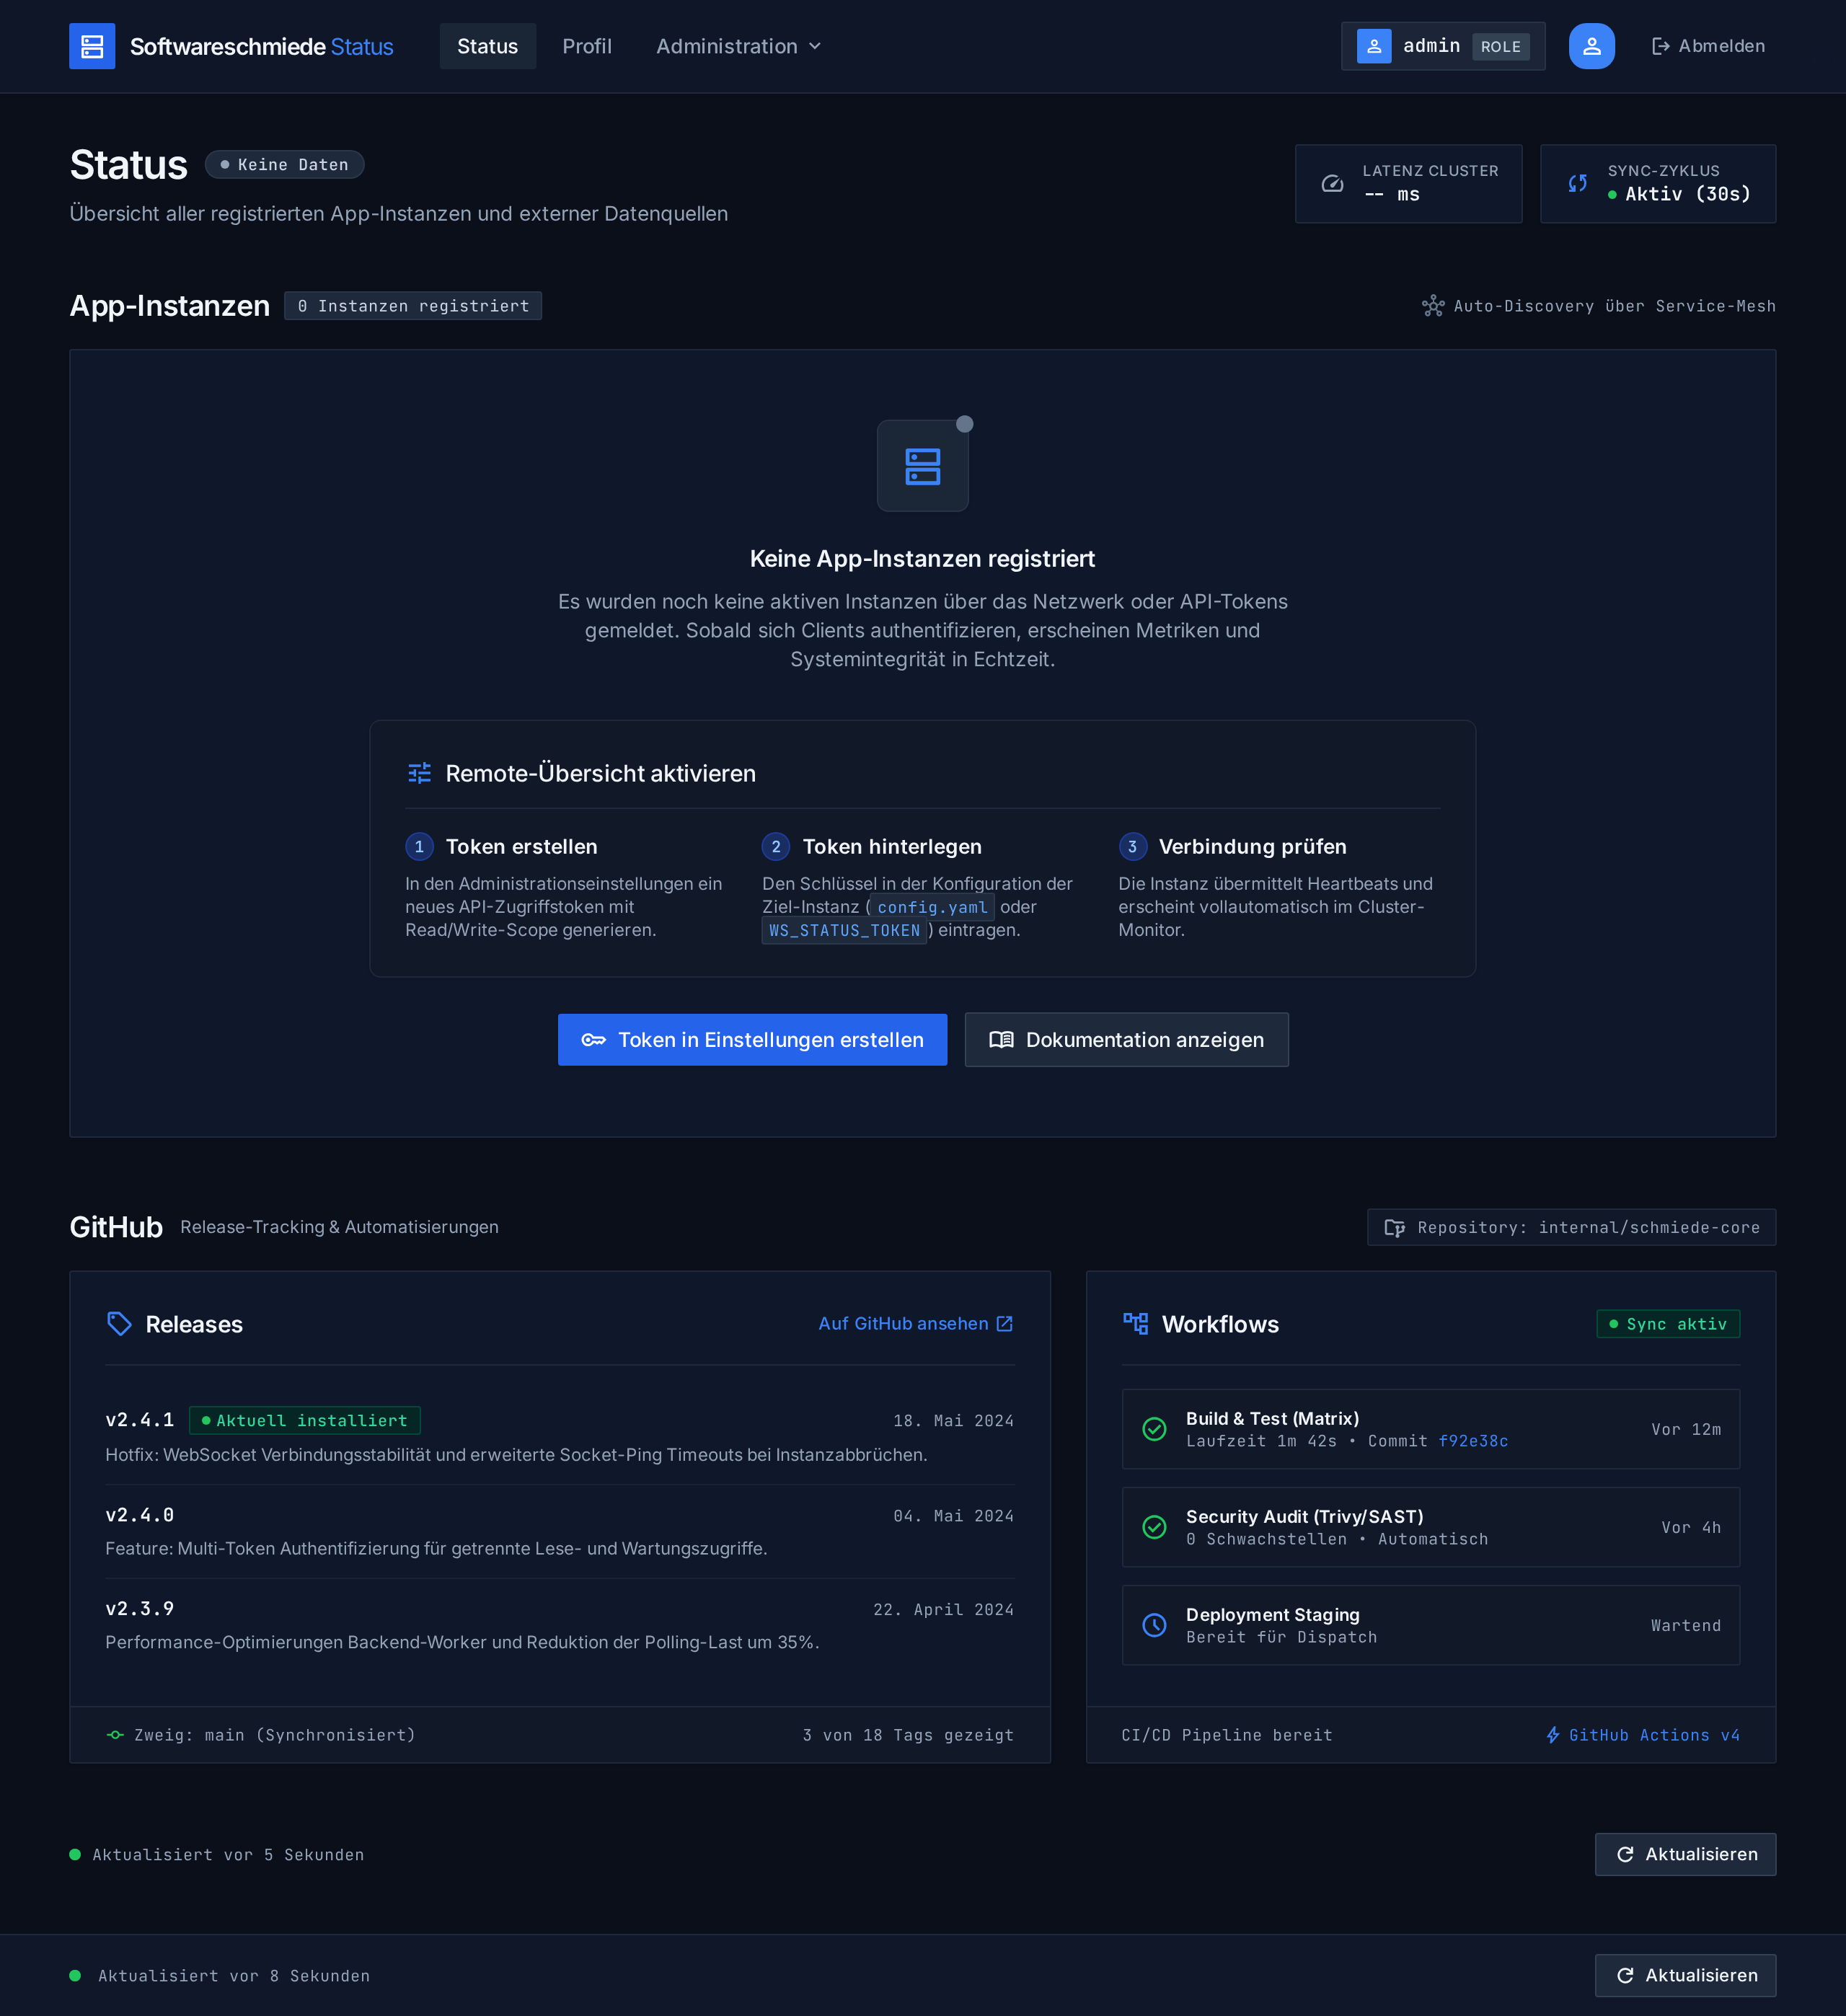 Softwareschmiede Status
Status
Profil
Administration
admin ROLE
Abmelden
Status
Keine Daten
Übersicht aller registrierten App-Instanzen und externer Datenquellen
LATENZ CLUSTER
-- ms
SYNC-ZYKLUS
Aktiv (30s)
App-Instanzen
0 Instanzen registriert
Auto-Discovery über Service-Mesh
Keine App-Instanzen registriert
Es wurden noch keine aktiven Instanzen über das Netzwerk oder API-Tokens
gemeldet. Sobald sich Clients authentifizieren, erscheinen Metriken und
Systemintegrität in Echtzeit.
Remote-Übersicht aktivieren
1 Token erstellen
In den Administrationseinstellungen ein
neues API-Zugriffstoken mit
Read/Write-Scope generieren.
2 Token hinterlegen
Den Schlüssel in der Konfiguration der
Ziel-Instanz (config.yaml oder
WS_STATUS_TOKEN) eintragen.
3 Verbindung prüfen
Die Instanz übermittelt Heartbeats und
erscheint vollautomatisch im Cluster-
Monitor.
Token in Einstellungen erstellen
Dokumentation anzeigen
GitHub
Release-Tracking & Automatisierungen
Repository: internal/schmiede-core
Releases
Auf GitHub ansehen
v2.4.1 Aktuell installiert 18. Mai 2024
Hotfix: WebSocket Verbindungsstabilität und erweiterte Socket-Ping Timeouts bei Instanzabbrüchen.
v2.4.0 04. Mai 2024
Feature: Multi-Token Authentifizierung für getrennte Lese- und Wartungszugriffe.
v2.3.9 22. April 2024
Performance-Optimierungen Backend-Worker und Reduktion der Polling-Last um 35%.
Zweig: main (Synchronisiert)
3 von 18 Tags gezeigt
Workflows
Sync aktiv
Build & Test (Matrix)
Laufzeit 1m 42s • Commit f92e38c
Vor 12m
Security Audit (Trivy/SAST)
0 Schwachstellen • Automatisch
Vor 4h
Deployment Staging
Bereit für Dispatch
Wartend
CI/CD Pipeline bereit
GitHub Actions v4
Aktualisiert vor 5 Sekunden
Aktualisieren
Aktualisiert vor 8 Sekunden
Aktualisieren